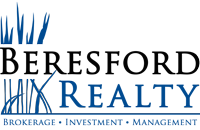 BERESFORD
REALTY
BROKERAGE • INVESTMENT • MANAGEMENT